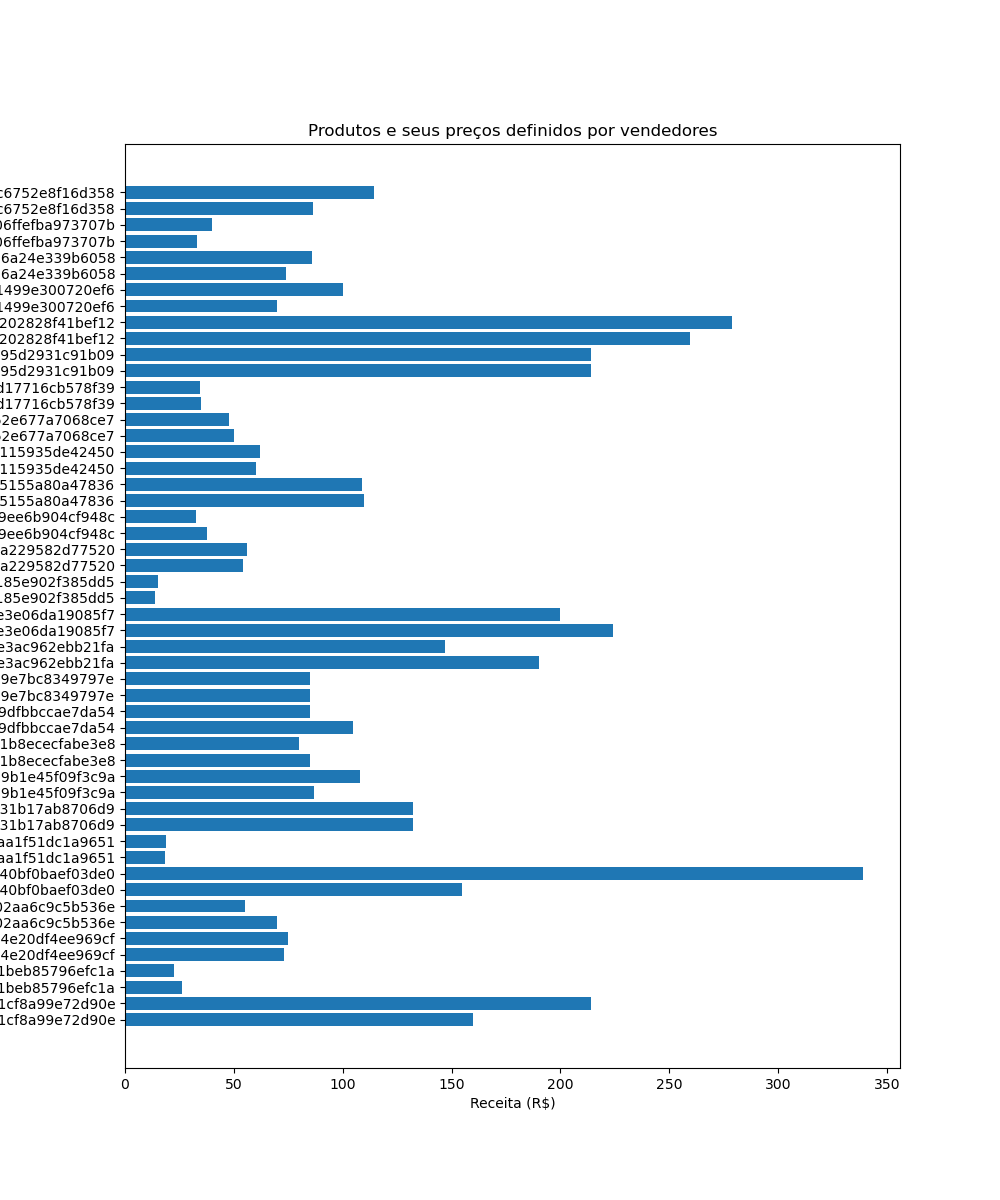 Produtos e seus preços definidos por vendedores
c6752e8f16d358
c6752e8f16d358
06ffefba973707b
06ffefba973707b
6a24e339b6058
6a24e339b6058
1499e300720ef6
1499e300720ef6
202828f41bef12
202828f41bef12
95d2931c91b09
95d2931c91b09
d17716cb578f39
d17716cb578f39
52e677a7068ce7
52e677a7068ce7
115935de42450
115935de42450
5155a80a47836
5155a80a47836
9ee6b904cf948c
9ee6b904cf948c
a229582d77520
a229582d77520
185e902f385dd5
185e902f385dd5
e3e06da19085f7
e3e06da19085f7
e3ac962ebb21fa
e3ac962ebb21fa
9e7bc8349797e
9e7bc8349797e
9dfbbccae7da54
9dfbbccae7da54
1b8ececfabe3e8
1b8ececfabe3e8
9b1e45f09f3c9a
9b1e45f09f3c9a
31b17ab8706d9
31b17ab8706d9
aa1f51dc1a9651
aa1f51dc1a9651
40bf0baef03de0
40bf0baef03de0
02aa6c9c5b536e
02aa6c9c5b536e
4e20df4ee969cf
4e20df4ee969cf
1beb85796efc1a
1beb85796efc1a
1cf8a99e72d90e
1cf8a99e72d90e
0 50 100 150 200 250 300 350
Receita (R$)